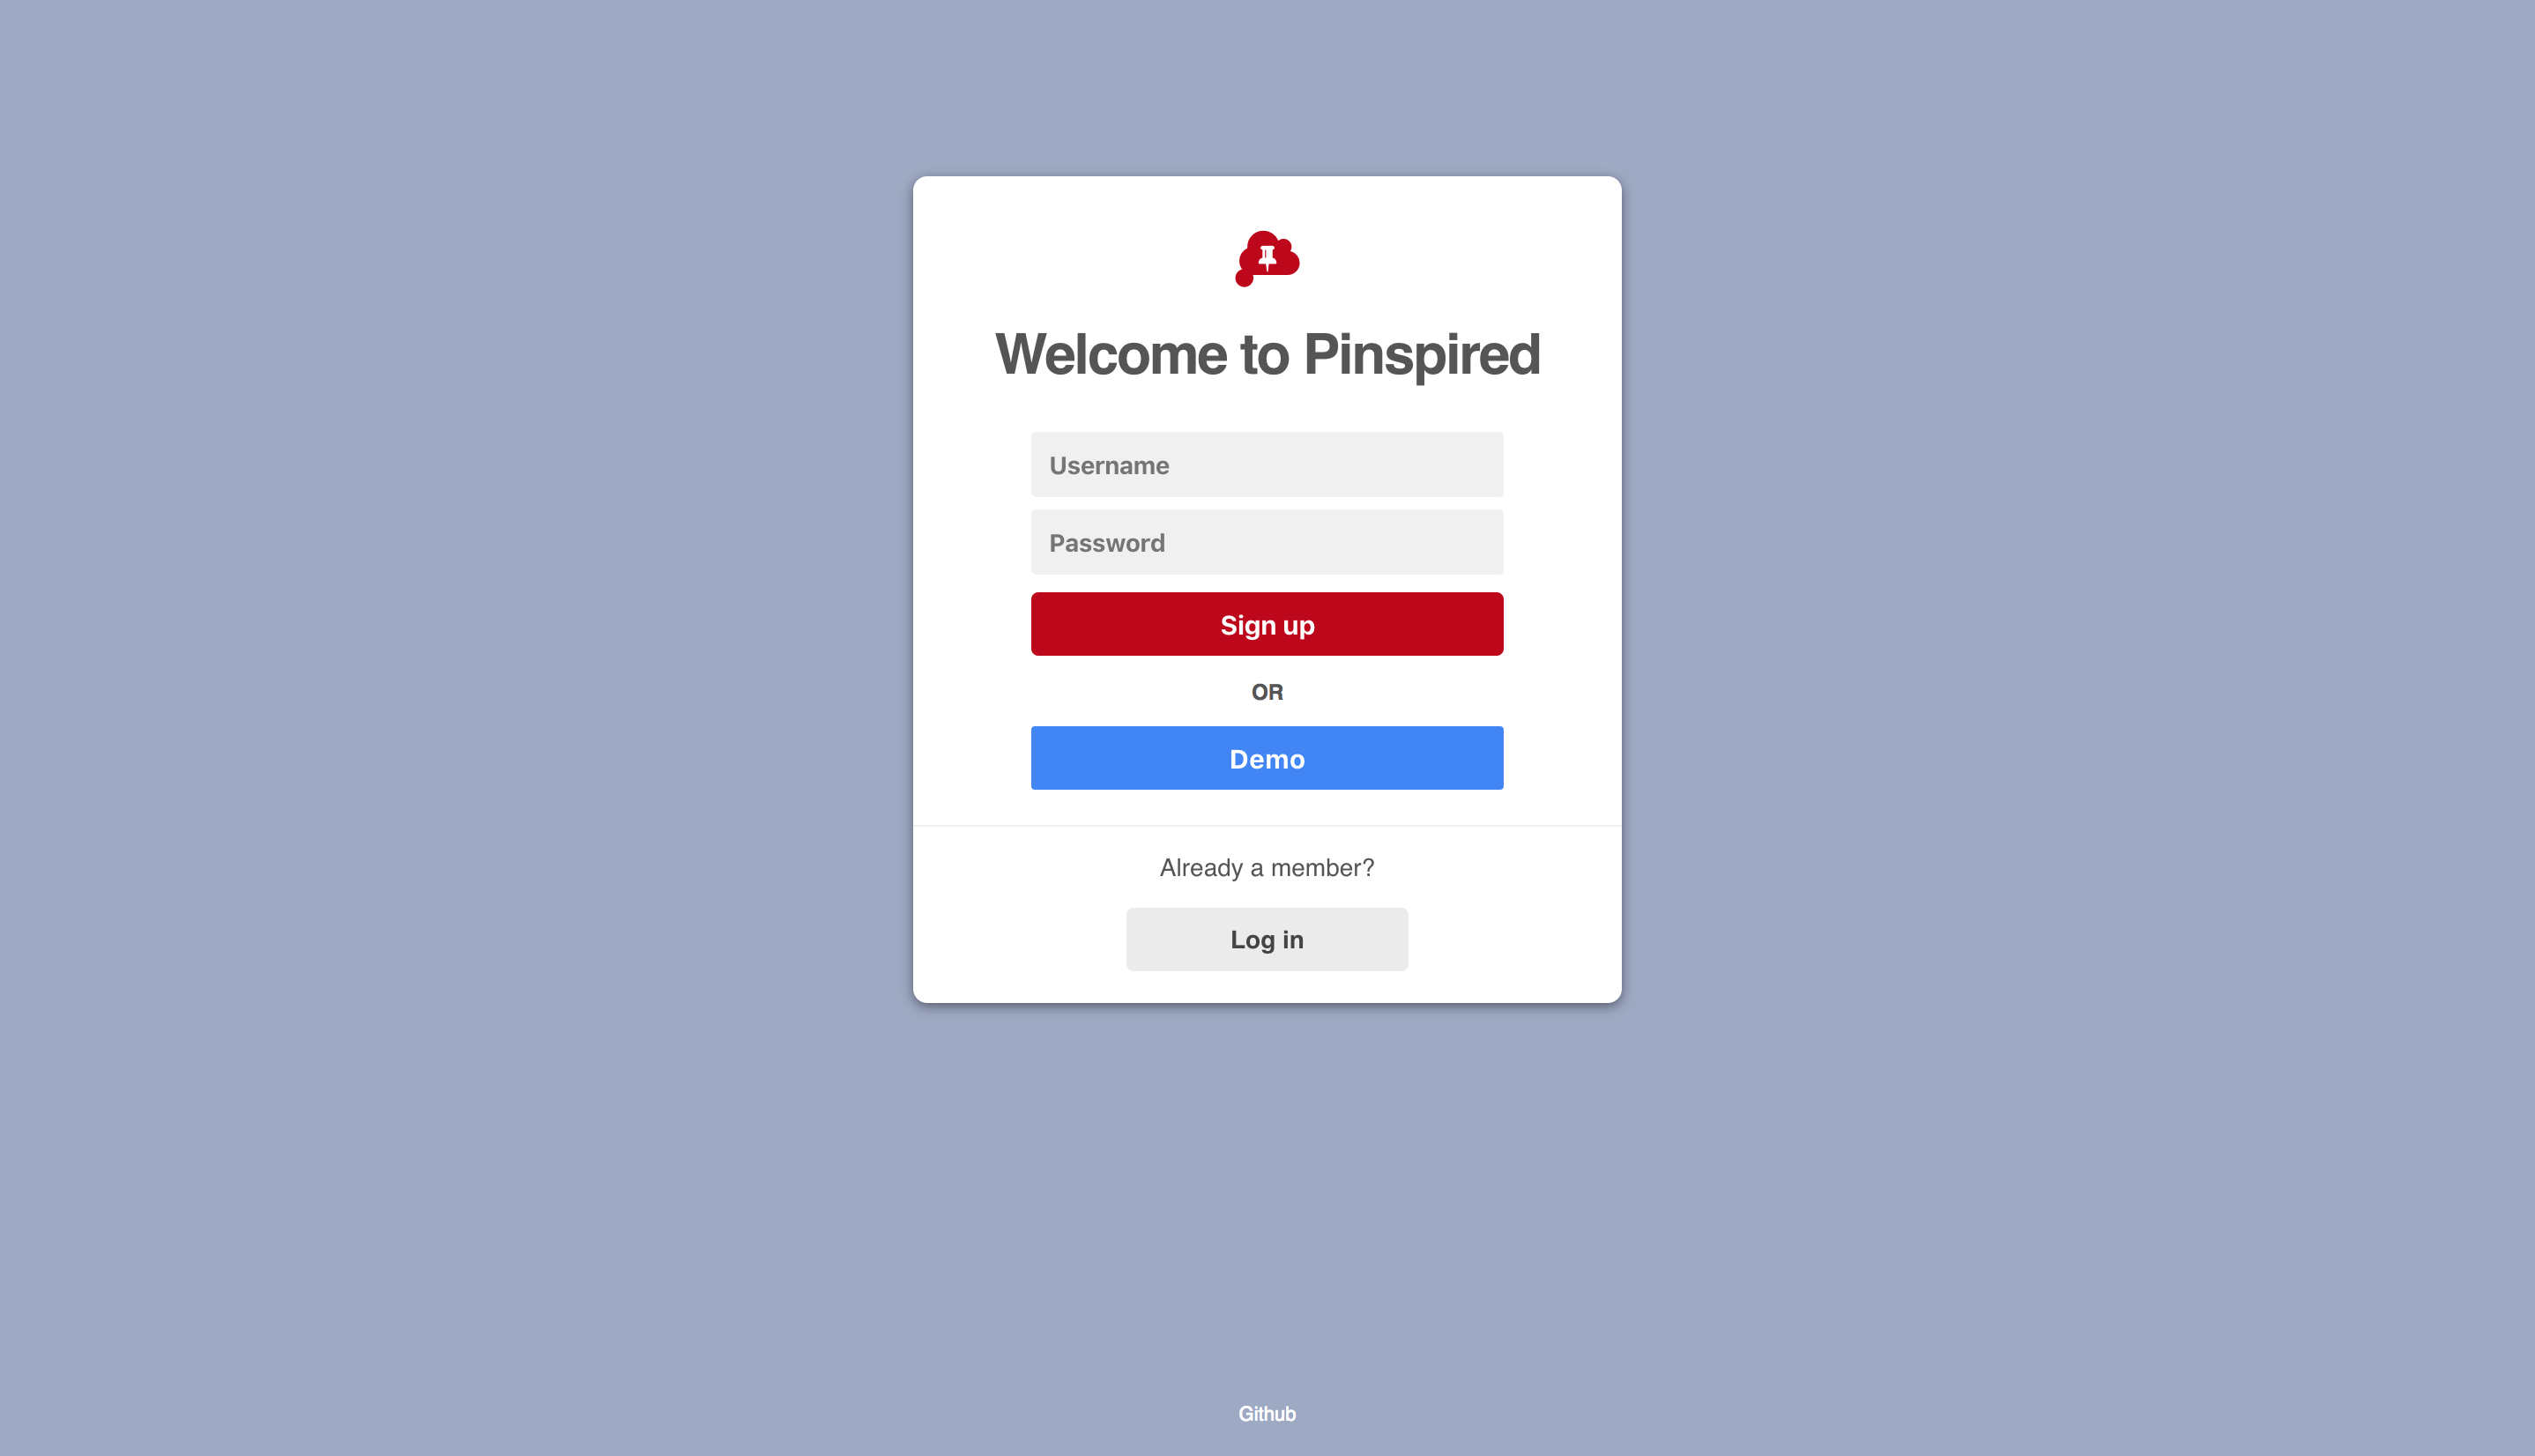 Welcome to Pinspired
Username
Password
Sign up
OR
Demo
Already a member?
Log in
Github